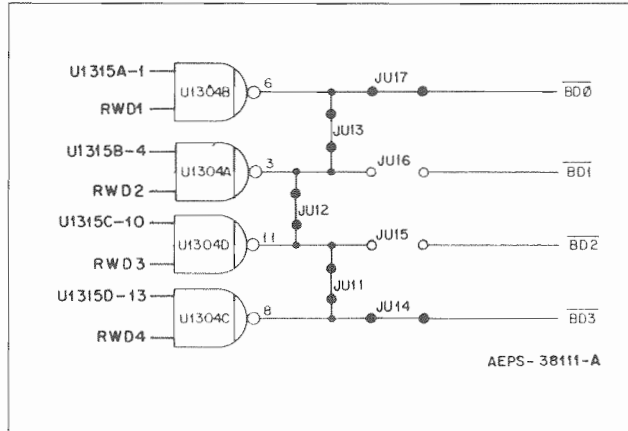 U1315A-1
6
JU17
U1304B
BDØ
RWD1
JU13
U1315B-4
3
JU16
U1304A
BD1
RWD2
JU12
U1315C-10
11
JU15
U1304D
BD2
RWD3
JU11
U1315D-13
8
JU14
U1304C
BD3
RWD4
AEPS-38111-A